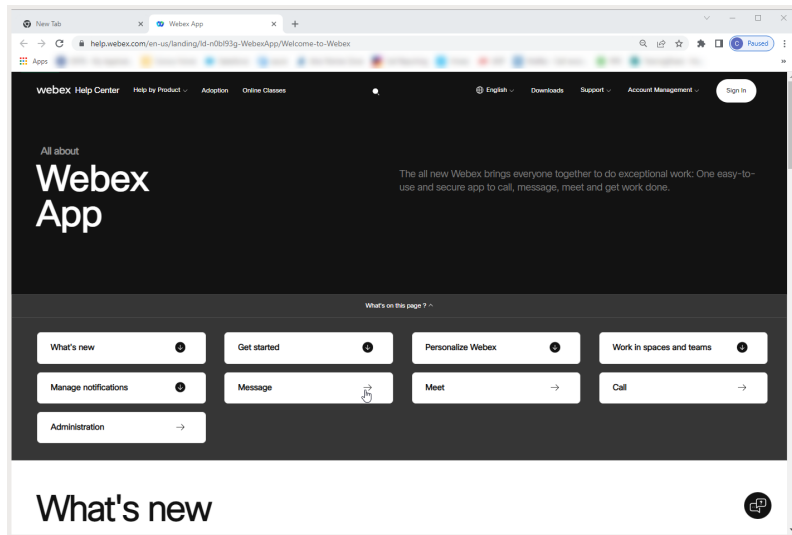 New Tab
Webex App
help.webex.com/en-us/landing/ld-n0bl93g-WebexApp/Welcome-to-Webex
C Paused
Apps
webex Help Center Help by Product Adoption Online Classes English Downloads Support Account Management Sign In
All about
Webex
App
The all new Webex brings everyone together to do exceptional work: One easy-to-
use and secure app to call, message, meet and get work done.
What's on this page ?
What's new Get started Personalize Webex Work in spaces and teams
Manage notifications Message Meet Call
Administration
What's new